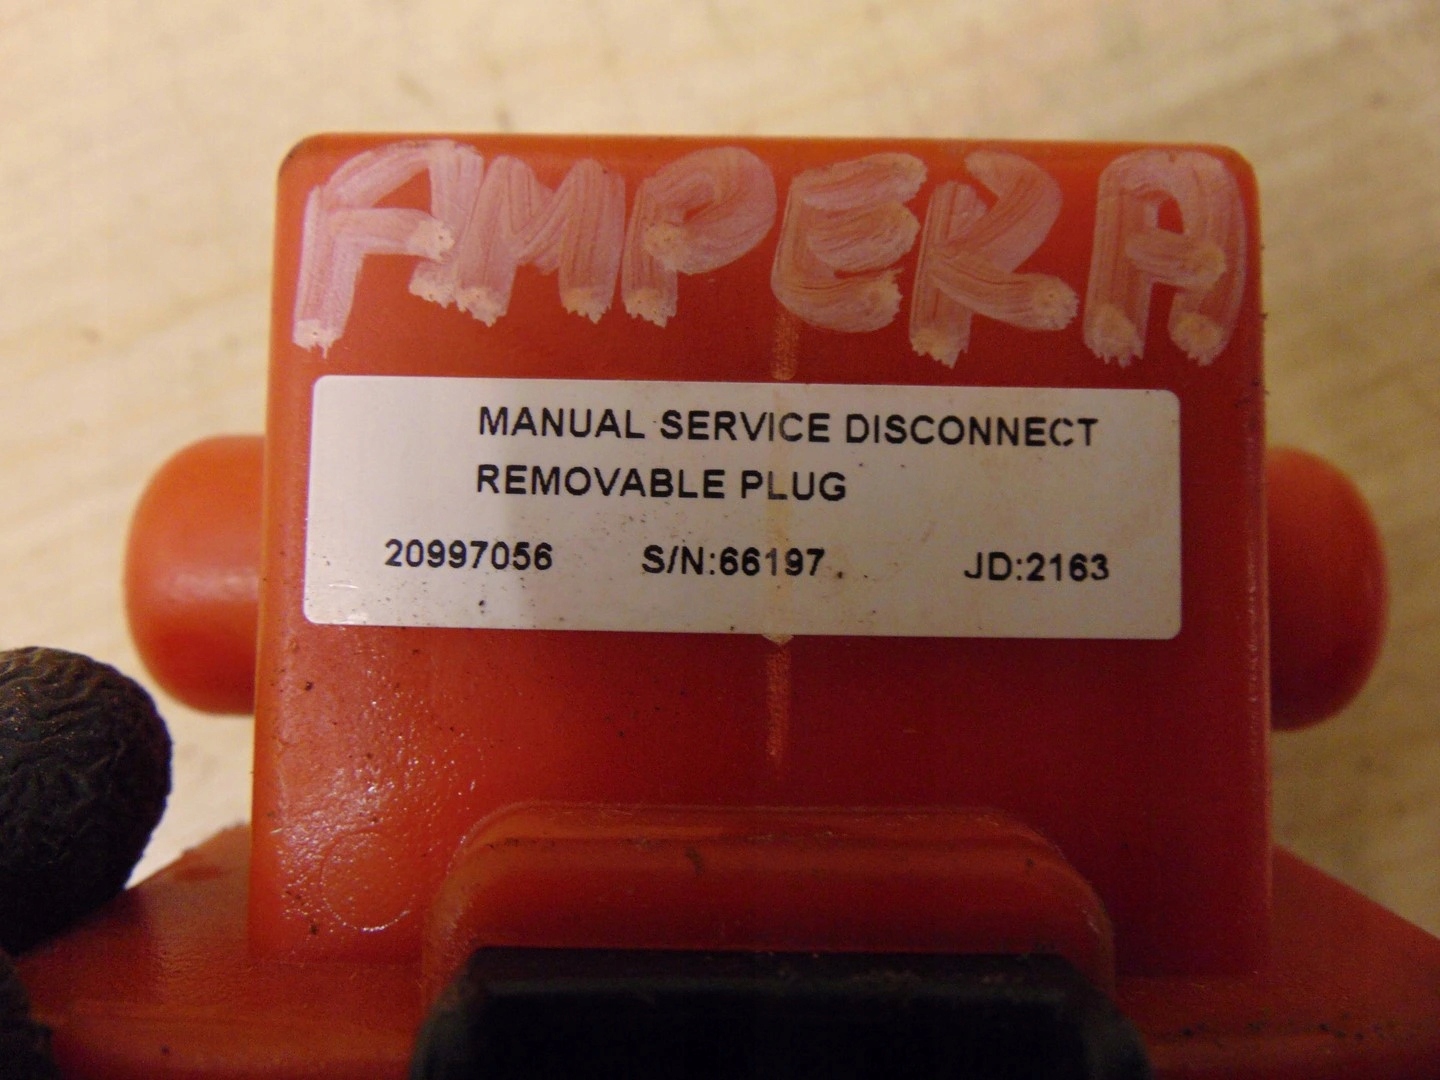 AMPERA
MANUAL SERVICE DISCONNECT
REMOVABLE PLUG
20997056 S/N:66197 JD:2163